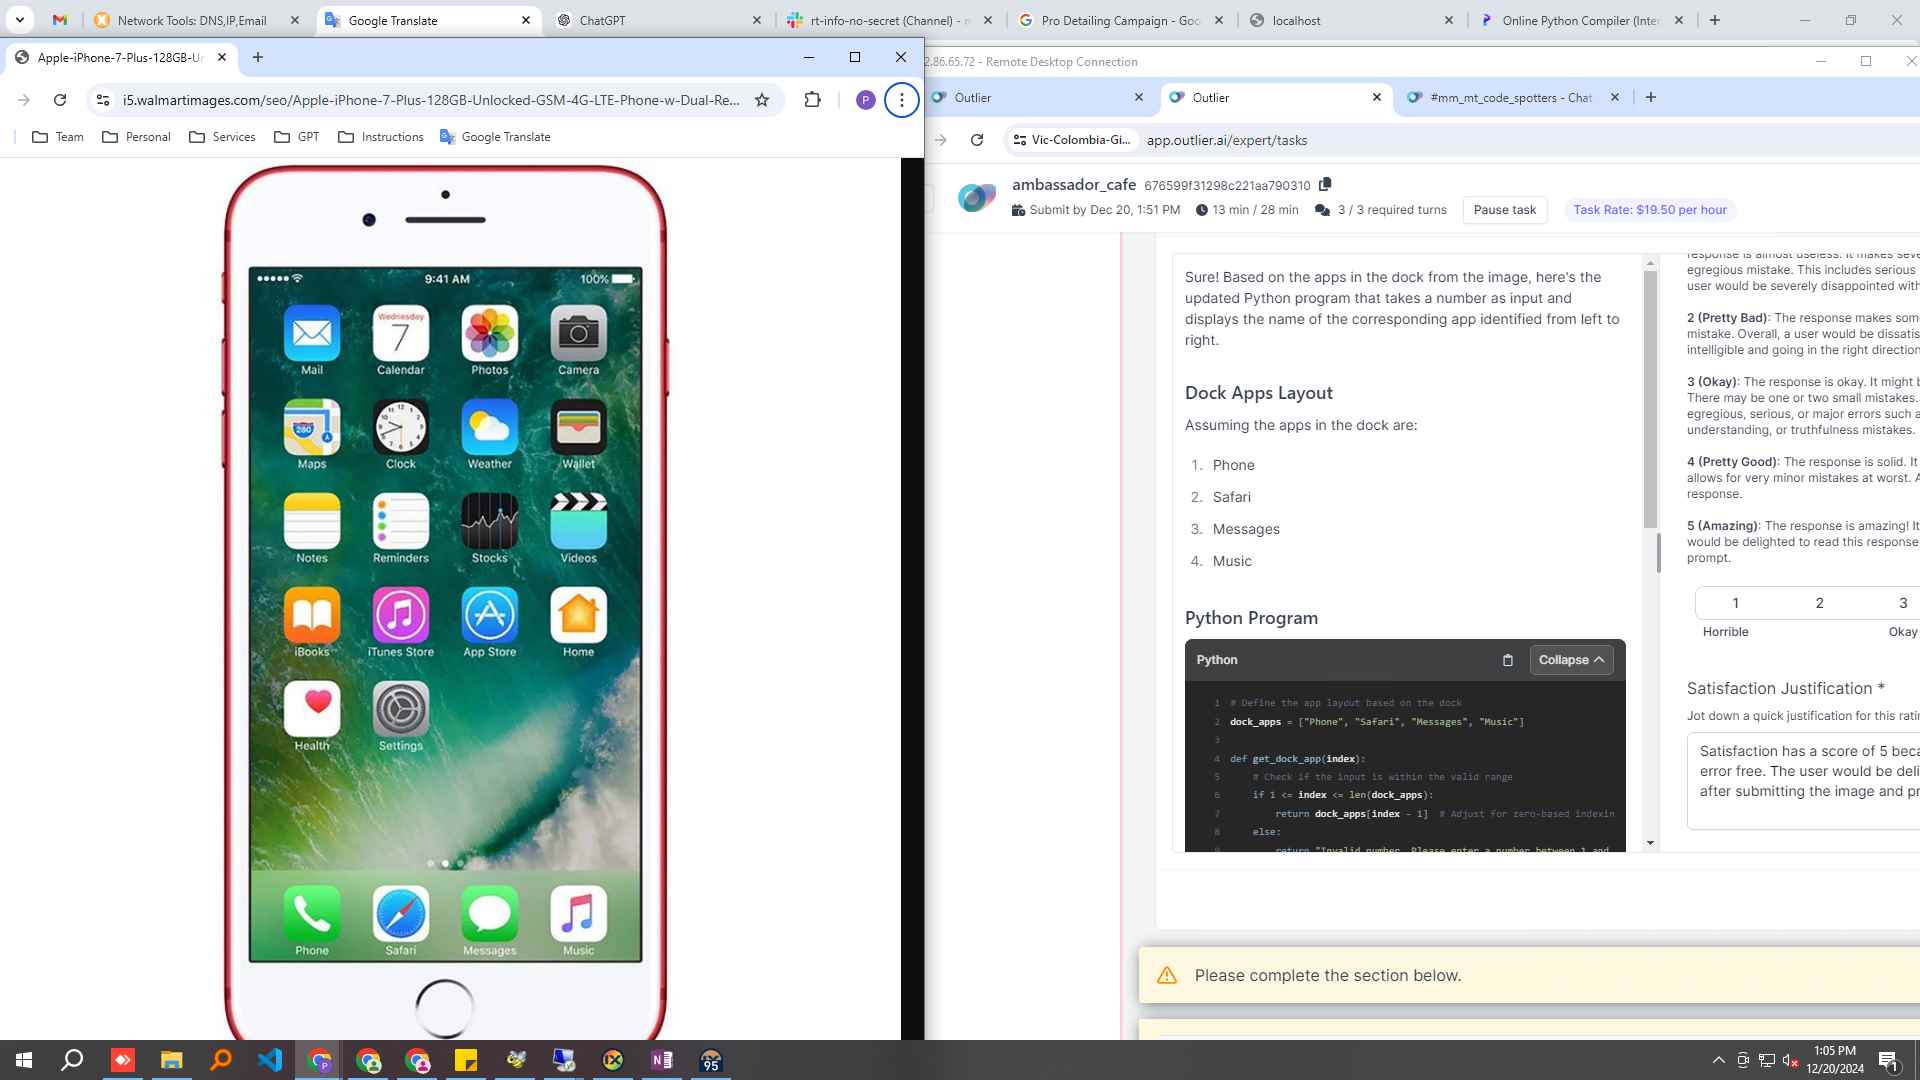 Network Tools: DNS,IP,Email
Google Translate
ChatGPT
rt-info-no-secret (Channel) -
Pro Detailing Campaign - Goo
localhost
Online Python Compiler (Inter
Apple-iPhone-7-Plus-128GB-Un
i5.walmartimages.com/seo/Apple-iPhone-7-Plus-128GB-Unlocked-GSM-4G-LTE-Phone-w-Dual-Re...
P
Team
Personal
Services
GPT
Instructions
Google Translate
9:41 AM
100%
Wednesday
7
Mail
Calendar
Photos
Camera
280
Maps
Clock
Weather
Wallet
Notes
Reminders
Stocks
Videos
iBooks
iTunes Store
App Store
Home
Health
Settings
Phone
Safari
Messages
Music
2.86.65.72 - Remote Desktop Connection
Outlier
Outlier
#mm_mt_code_spotters - Chat
Vic-Colombia-Gi...
app.outlier.ai/expert/tasks
ambassador_cafe 676599f31298c221aa790310
Submit by Dec 20, 1:51 PM
13 min / 28 min
3 / 3 required turns
Pause task
Task Rate: $19.50 per hour
Sure! Based on the apps in the dock from the image, here's the
updated Python program that takes a number as input and
displays the name of the corresponding app identified from left to
right.
Dock Apps Layout
Assuming the apps in the dock are:
1. Phone
2. Safari
3. Messages
4. Music
Python Program
Python
Collapse
1 # Define the app layout based on the dock
2 dock_apps = ["Phone", "Safari", "Messages", "Music"]
3
4 def get_dock_app(index):
5 # Check if the input is within the valid range
6 if 1 <= index <= len(dock_apps):
7 return dock_apps[index - 1] # Adjust for zero-based indexin
8 else:
9 return "Invalid number. Please enter a number between 1 and
response is almost useless. It makes seve
egregious mistake. This includes serious
user would be severely disappointed with
2 (Pretty Bad): The response makes som
mistake. Overall, a user would be dissatis
intelligible and going in the right direction
3 (Okay): The response is okay. It might b
There may be one or two small mistakes.
egregious, serious, or major errors such a
understanding, or truthfulness mistakes.
4 (Pretty Good): The response is solid. It
allows for very minor mistakes at worst. A
response.
5 (Amazing): The response is amazing! It
would be delighted to read this response
prompt.
1
2
3
Horrible
Okay
Satisfaction Justification *
Jot down a quick justification for this ratin
Satisfaction has a score of 5 beca
error free. The user would be deli
after submitting the image and pr
Please complete the section below.
P
N
95
1:05 PM
12/20/2024
1